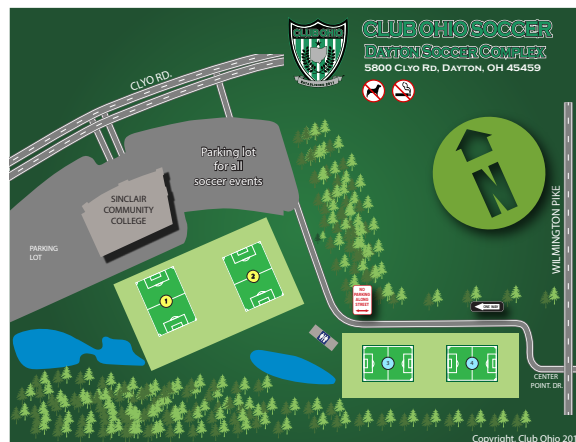 CLUB OHIO
CLUB OHIO SOCCER
DAYTON SOCCER COMPLEX
5800 CLYO RD, DAYTON, OH 45459
CLYO RD.
Parking lot
for all
soccer events
N
SINCLAIR
COMMUNITY
COLLEGE
WILMINGTON PIKE
PARKING
LOT
1
2
NO
PARKING
ALONG
STREET
ONE WAY
3
4
CENTER
POINT. DR.
Copyright, Club Ohio 201